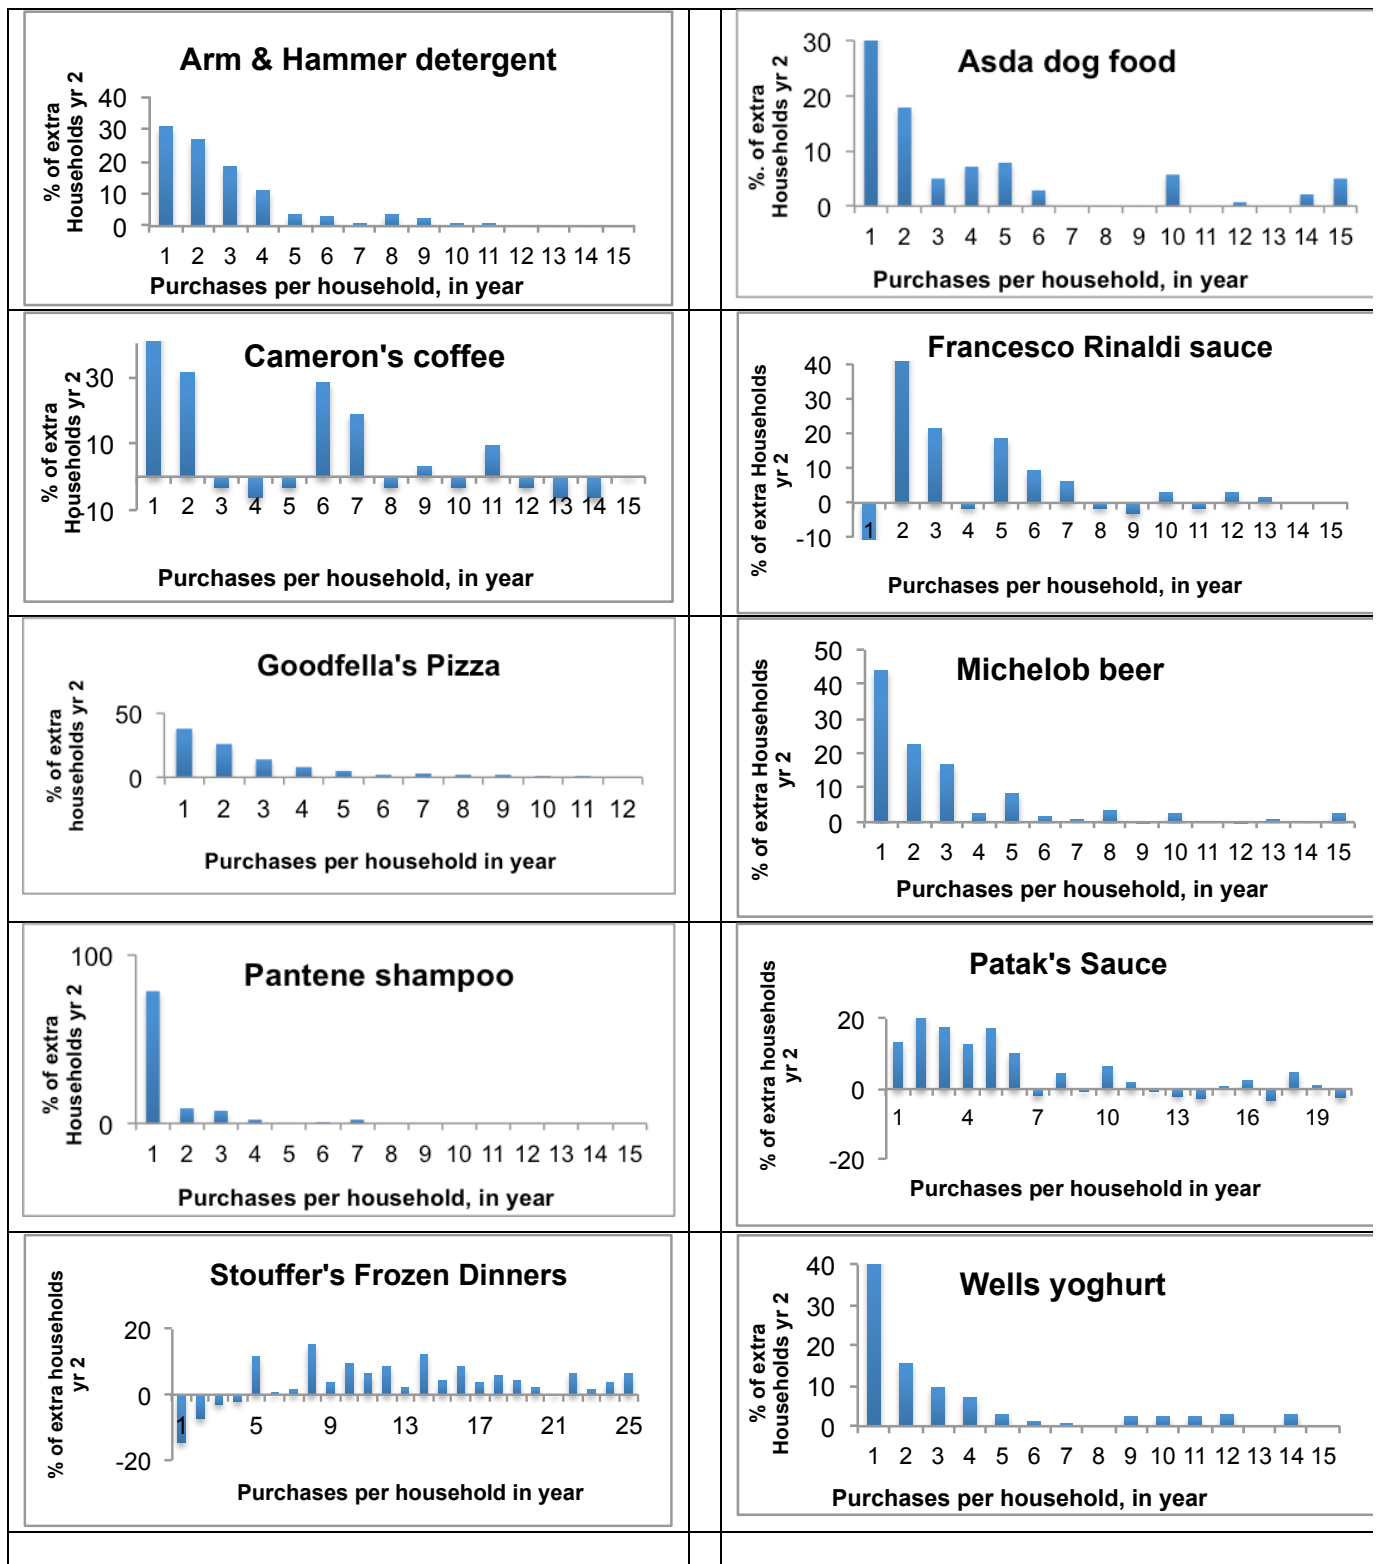 Arm & Hammer detergent
% of extra
Households yr 2
40
30
20
10
0
1 2 3 4 5 6 7 8 9 10 11 12 13 14 15
Purchases per household, in year
Asda dog food
%. of extra
Households yr 2
30
20
10
0
1 2 3 4 5 6 7 8 9 10 11 12 13 14 15
Purchases per household, in year
Cameron's coffee
% of extra
Households yr 2
30
10
-10
1 2 3 4 5 6 7 8 9 10 11 12 13 14 15
Purchases per household, in year
Francesco Rinaldi sauce
% of extra Households
yr 2
40
30
20
10
0
-10
1 2 3 4 5 6 7 8 9 10 11 12 13 14 15
Purchases per household, in year
Goodfella's Pizza
% of extra
households yr 2
50
0
1 2 3 4 5 6 7 8 9 10 11 12
Purchases per household in year
Michelob beer
% of extra Households
yr 2
50
40
30
20
10
0
1 2 3 4 5 6 7 8 9 10 11 12 13 14 15
Purchases per household, in year
Pantene shampoo
% of extra
Households yr 2
100
0
1 2 3 4 5 6 7 8 9 10 11 12 13 14 15
Purchases per household, in year
Patak's Sauce
% of extra households
yr 2
20
0
-20
1 4 7 10 13 16 19
Purchases per household in year
Stouffer's Frozen Dinners
% of extra households
yr 2
20
0
-20
1 5 9 13 17 21 25
Purchases per household in year
Wells yoghurt
% of extra
Households yr 2
40
30
20
10
0
1 2 3 4 5 6 7 8 9 10 11 12 13 14 15
Purchases per household, in year